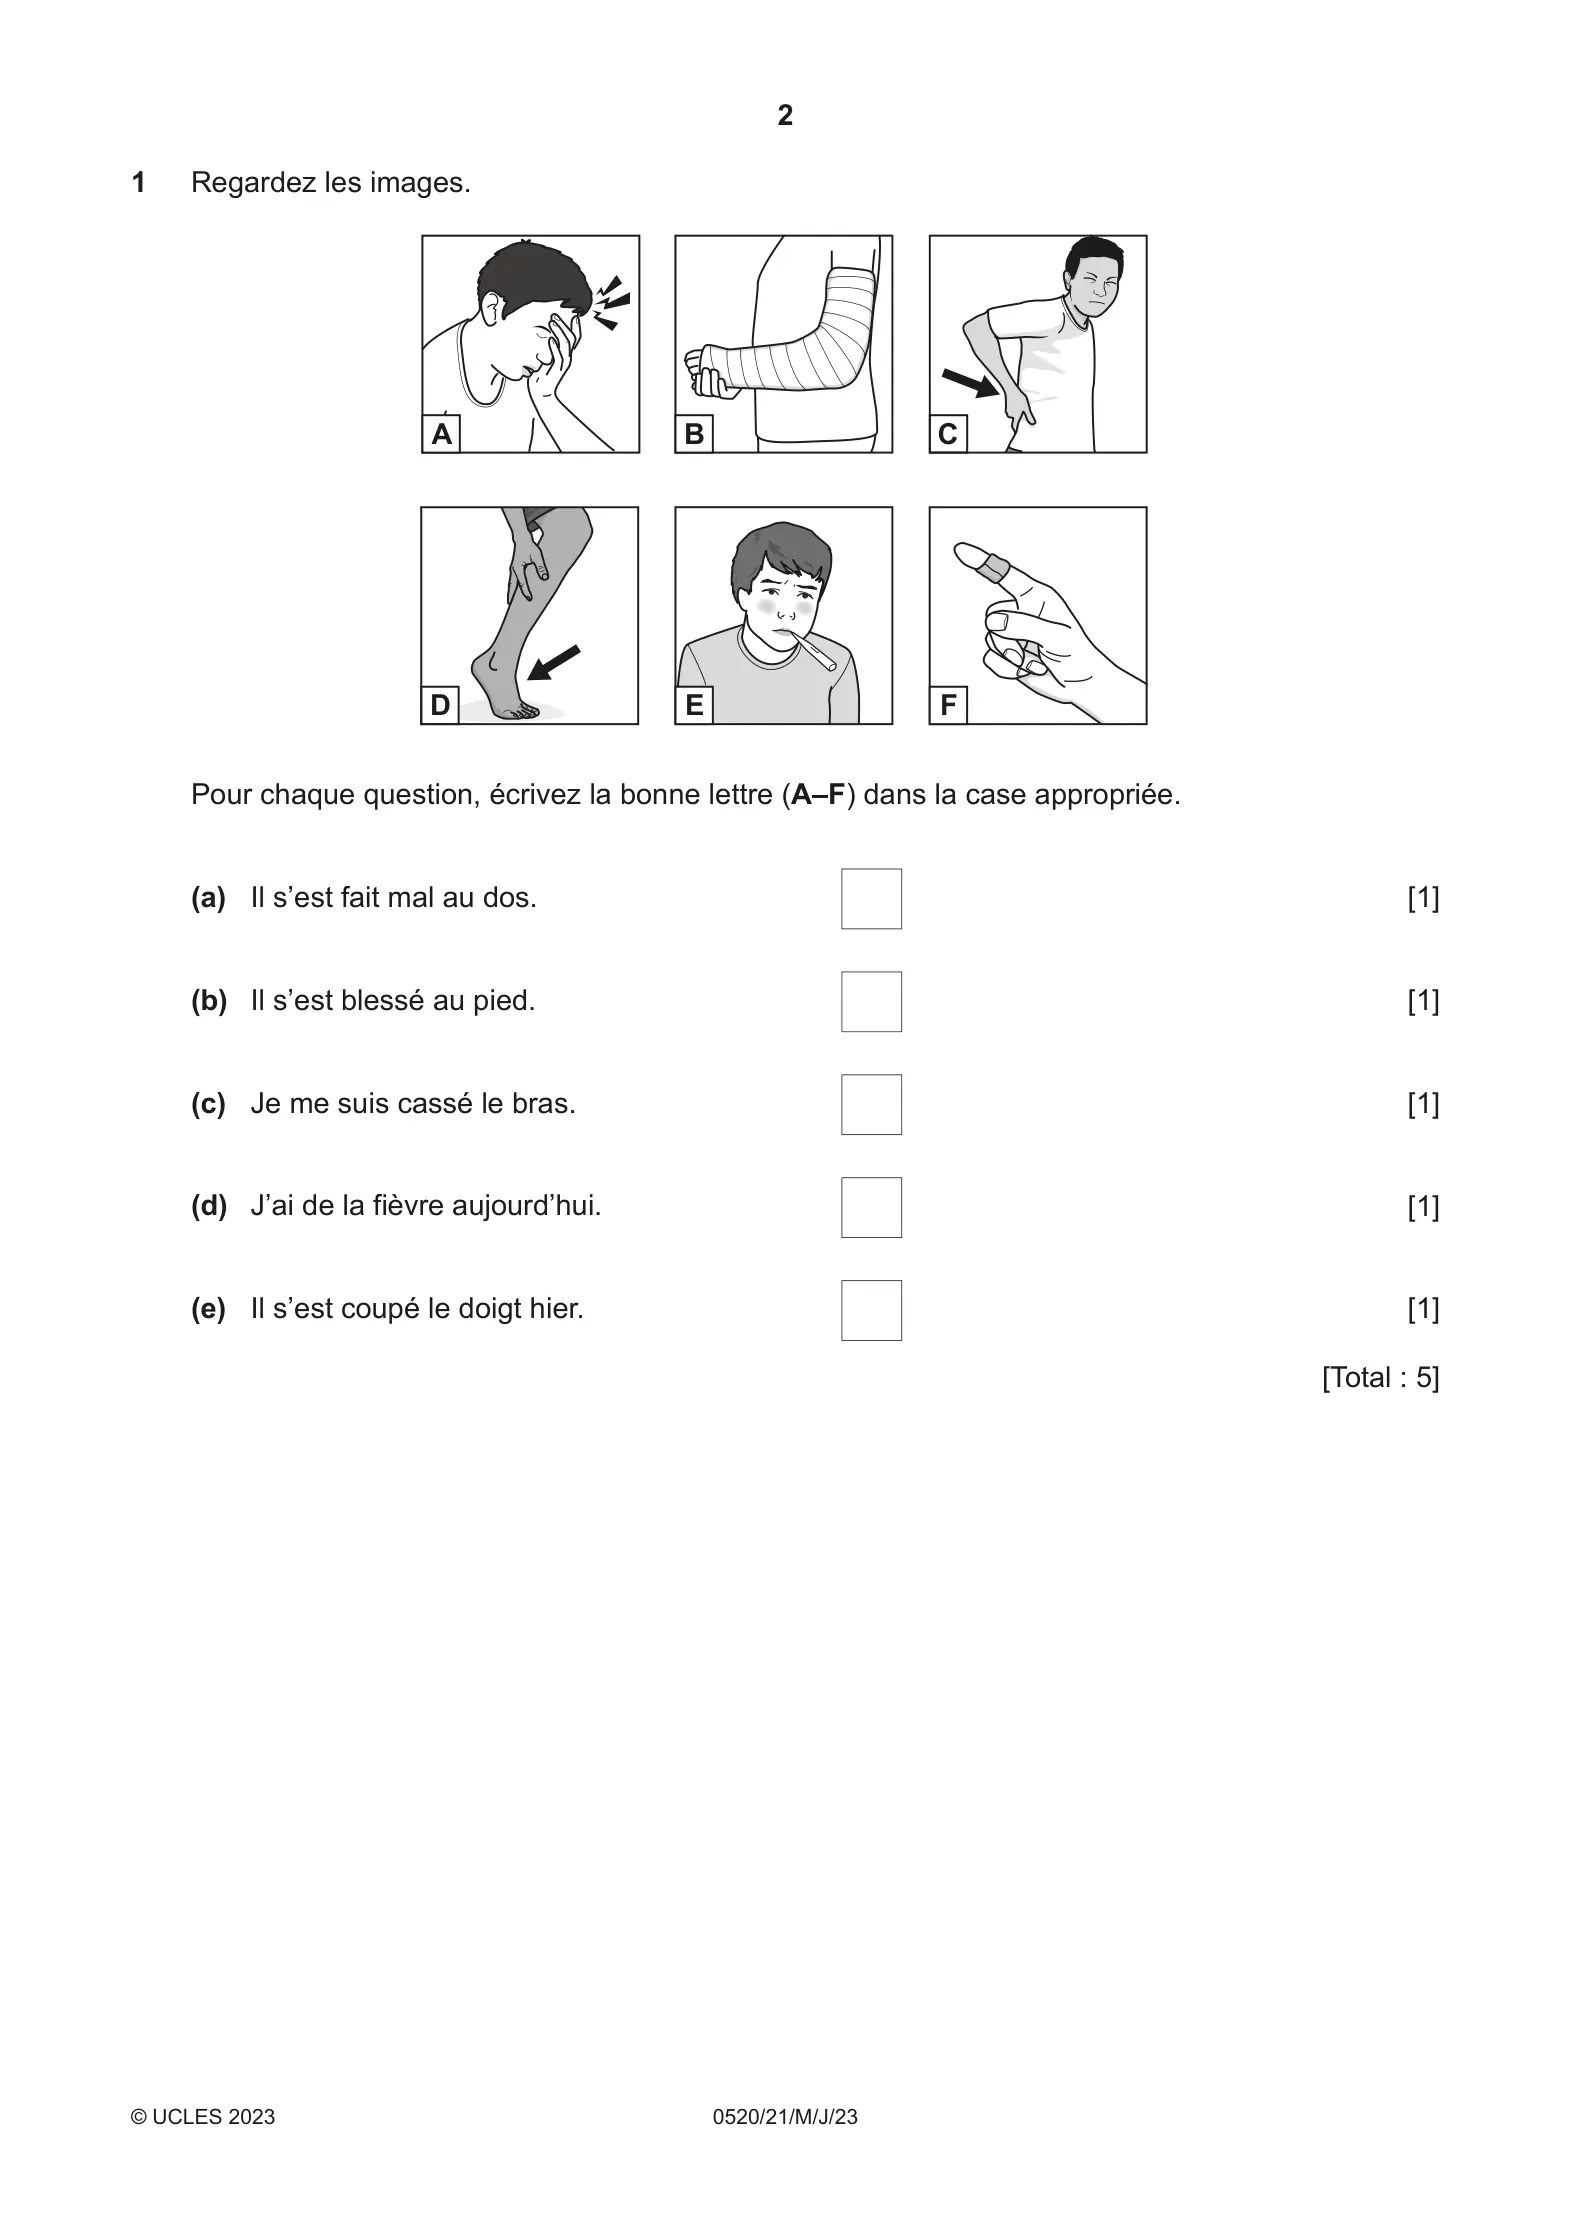 2
1 Regardez les images.
A B C
D E F
Pour chaque question, écrivez la bonne lettre (A–F) dans la case appropriée.
(a) Il s’est fait mal au dos. [1]
(b) Il s’est blessé au pied. [1]
(c) Je me suis cassé le bras. [1]
(d) J’ai de la fièvre aujourd’hui. [1]
(e) Il s’est coupé le doigt hier. [1]
[Total : 5]
© UCLES 2023 0520/21/M/J/23